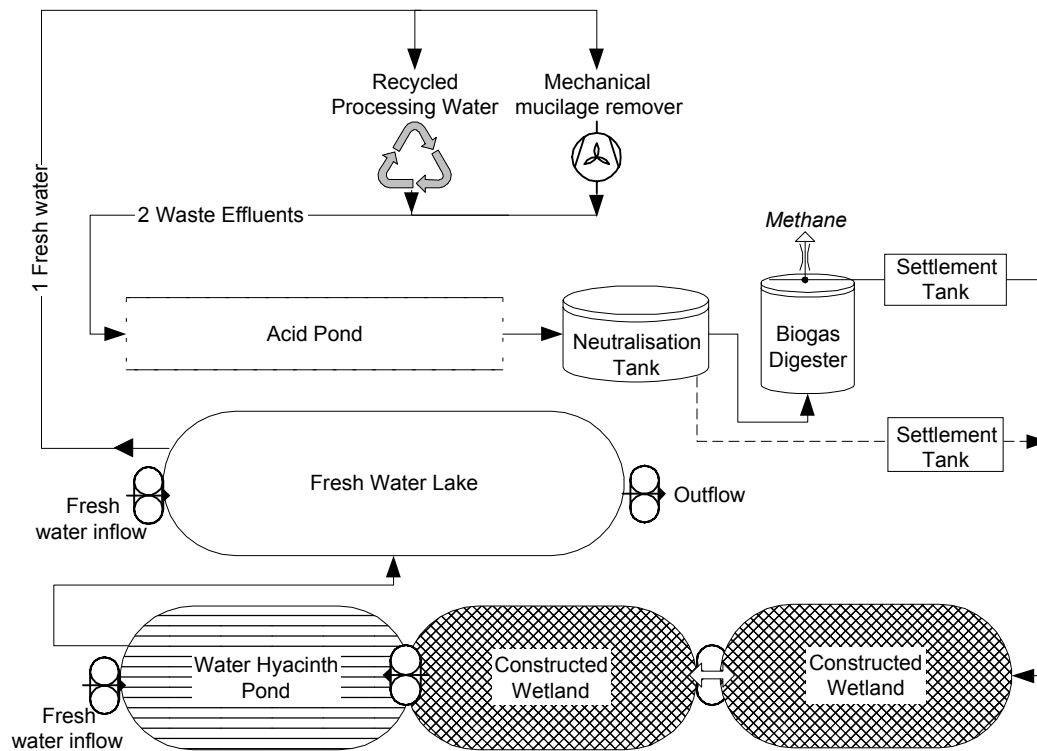 Recycled
Processing Water
Mechanical
mucilage remover
1 Fresh water
2 Waste Effluents
Methane
Settlement
Tank
Acid Pond
Neutralisation
Tank
Biogas
Digester
Settlement
Tank
Fresh Water Lake
Fresh
water inflow
Outflow
Water Hyacinth
Pond
Constructed
Wetland
Constructed
Wetland
Fresh
water inflow